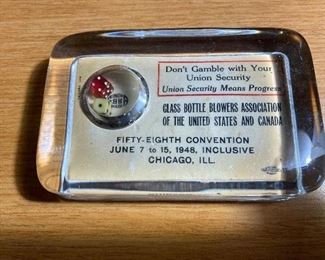 Don't Gamble with Your
Union Security
Union Security Means Progress
GLASS BOTTLE BLOWERS ASSOCIATION
OF THE UNITED STATES AND CANADA
FIFTY-EIGHTH CONVENTION
JUNE 7 to 15, 1948, INCLUSIVE
CHICAGO, ILL.